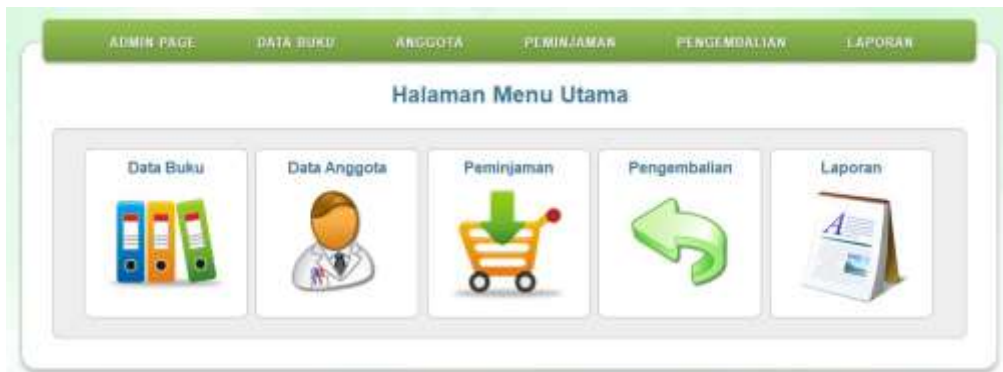 ADMIN PAGE DATA BUKU ANGGOTA PEMINJAMAN PENGEMBALIAN LAPORAN
Halaman Menu Utama
Data Buku Data Anggota Peminjaman Pengembalian Laporan
A